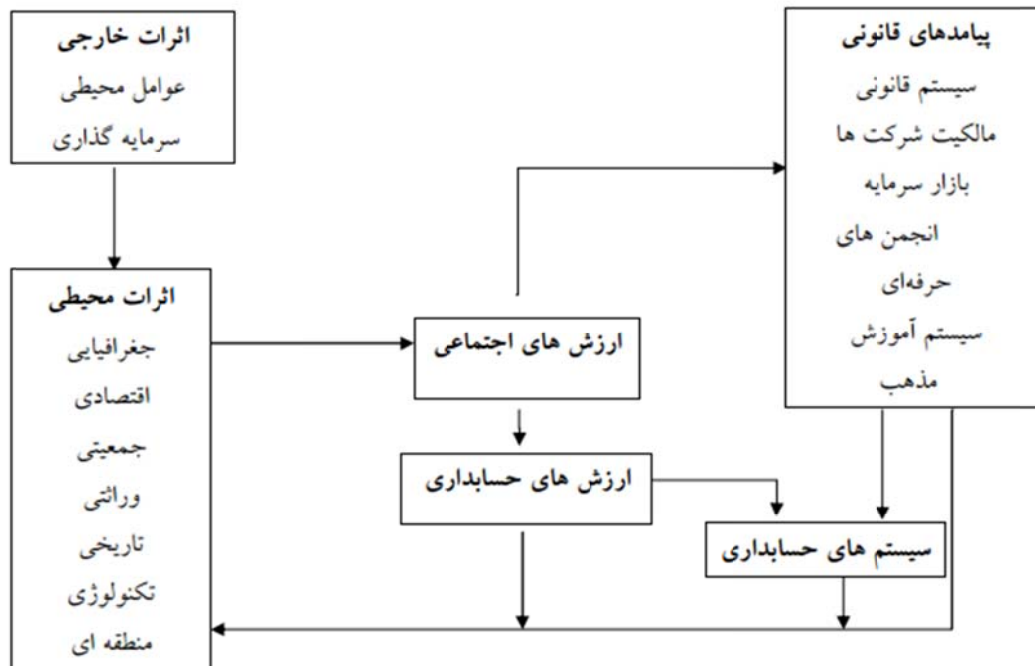 اثرات خارجی
عوامل محیطی
سرمایه گذاری
پیامدهای قانونی
سیستم قانونی
مالکیت شرکت ها
بازار سرمایه
انجمن های
حرفه‌ای
سیستم آموزش
مذهب
اثرات محیطی
جغرافیایی
اقتصادی
جمعیتی
وراثتی
تاریخی
تکنولوژی
منطقه ای
ارزش های اجتماعی
ارزش های حسابداری
سیستم های حسابداری